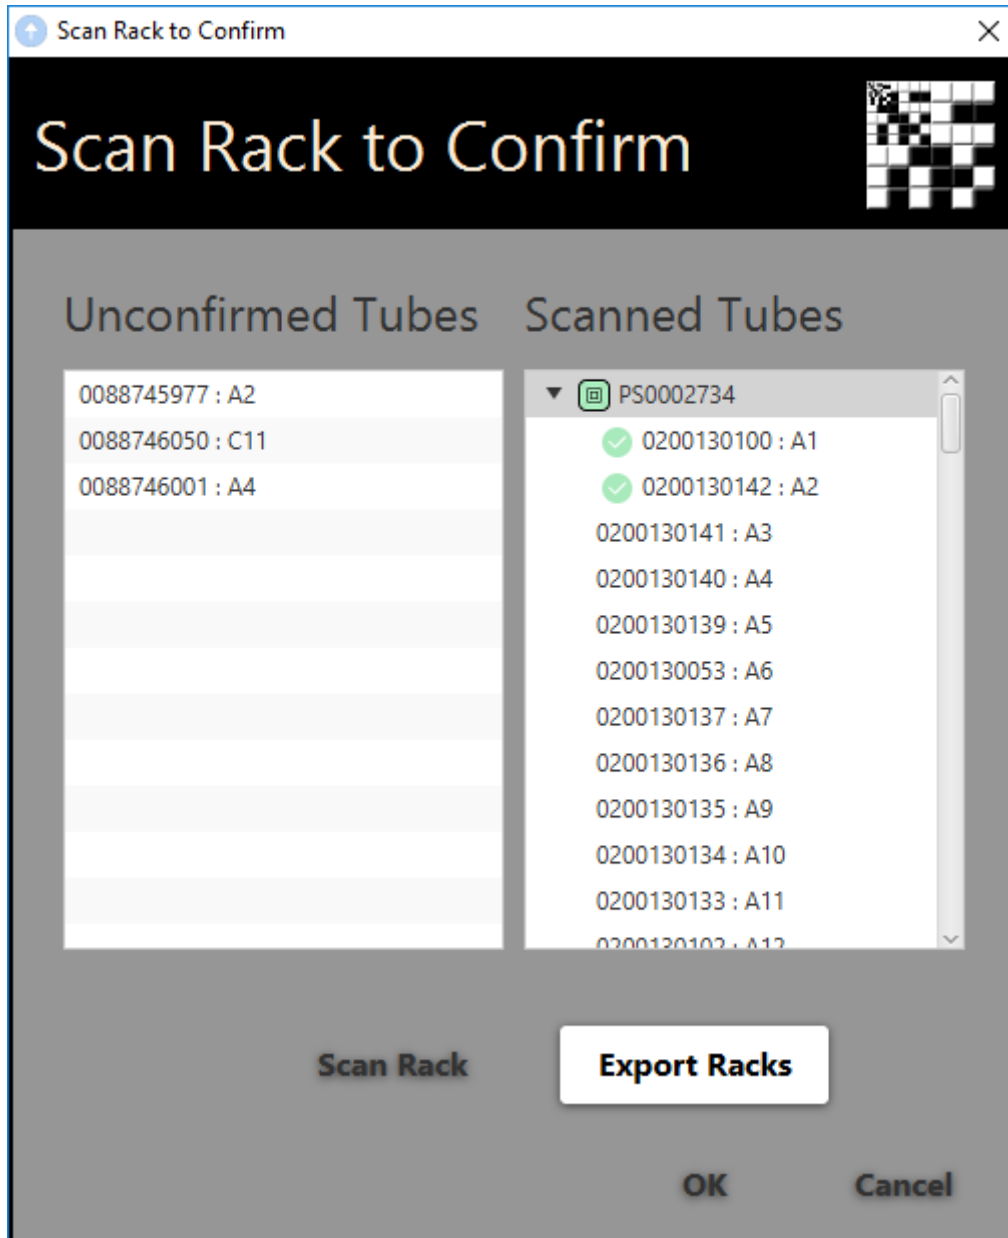 Scan Rack to Confirm
Scan Rack to Confirm
Unconfirmed Tubes
0088745977 : A2
0088746050 : C11
0088746001 : A4
Scanned Tubes
PS0002734
0200130100 : A1
0200130142 : A2
0200130141 : A3
0200130140 : A4
0200130139 : A5
0200130053 : A6
0200130137 : A7
0200130136 : A8
0200130135 : A9
0200130134 : A10
0200130133 : A11
0200130102 : A12
Scan Rack
Export Racks
OK
Cancel